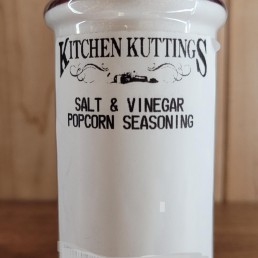 KITCHEN KUTTINGS
SALT & VINEGAR
POPCORN SEASONING